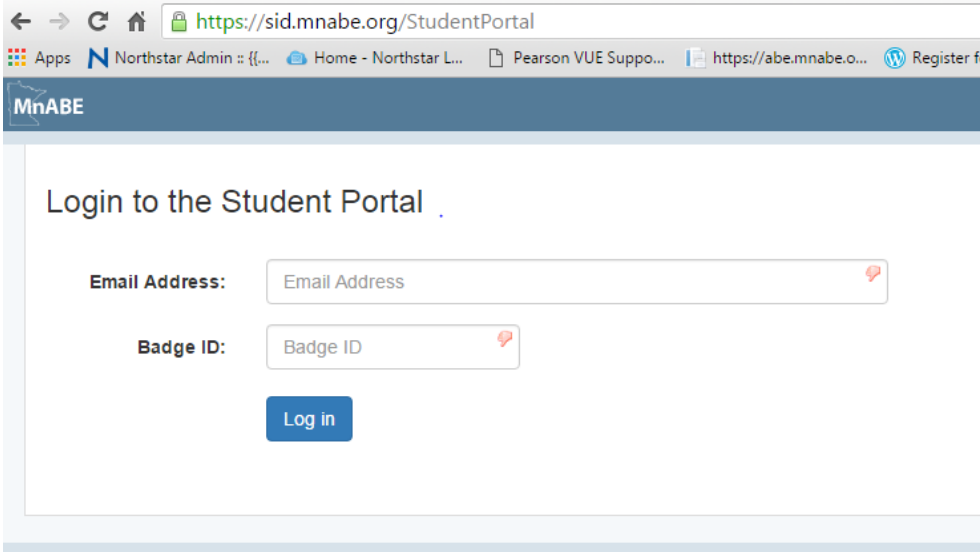 https://sid.mnabe.org/StudentPortal
Apps Northstar Admin :: {{... Home - Northstar L... Pearson VUE Suppo... https://abe.mnabe.o... Register f
MnABE
Login to the Student Portal
Email Address: Email Address
Badge ID: Badge ID
Log in